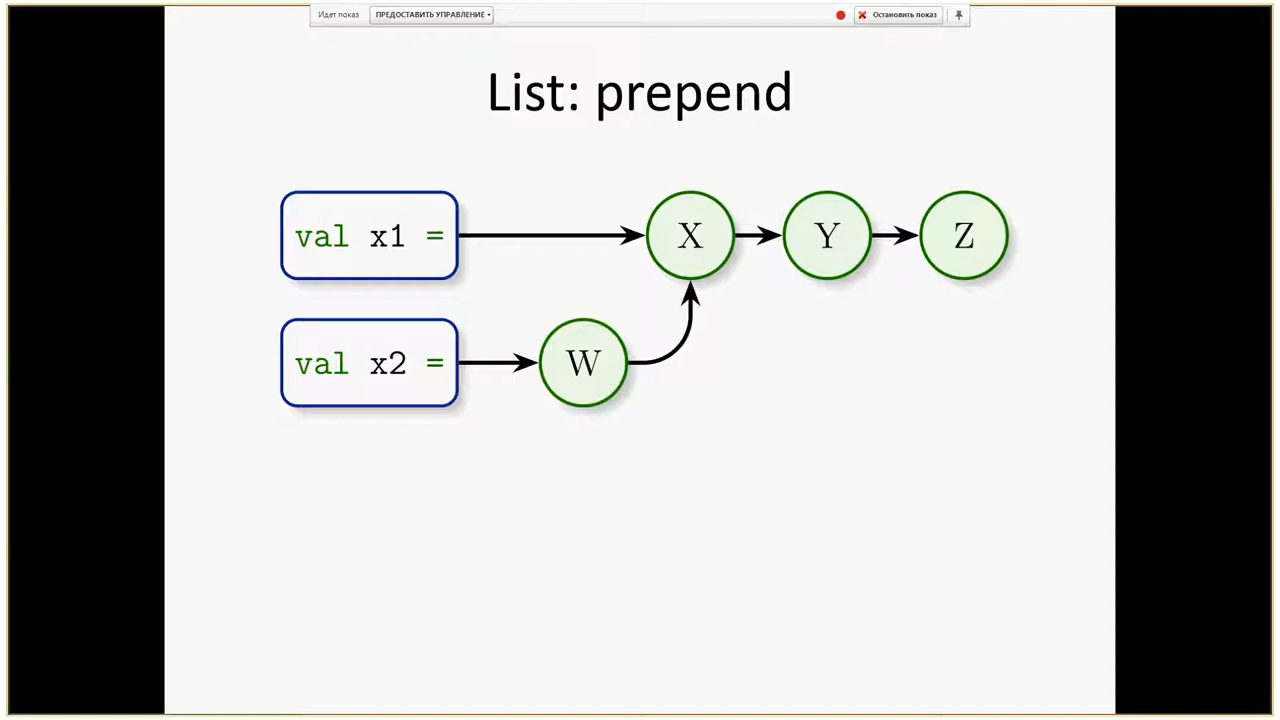 Идет показ ПРЕДОСТАВИТЬ УПРАВЛЕНИЕ Остановить показ
List: prepend
val x1 = X Y Z
val x2 = W